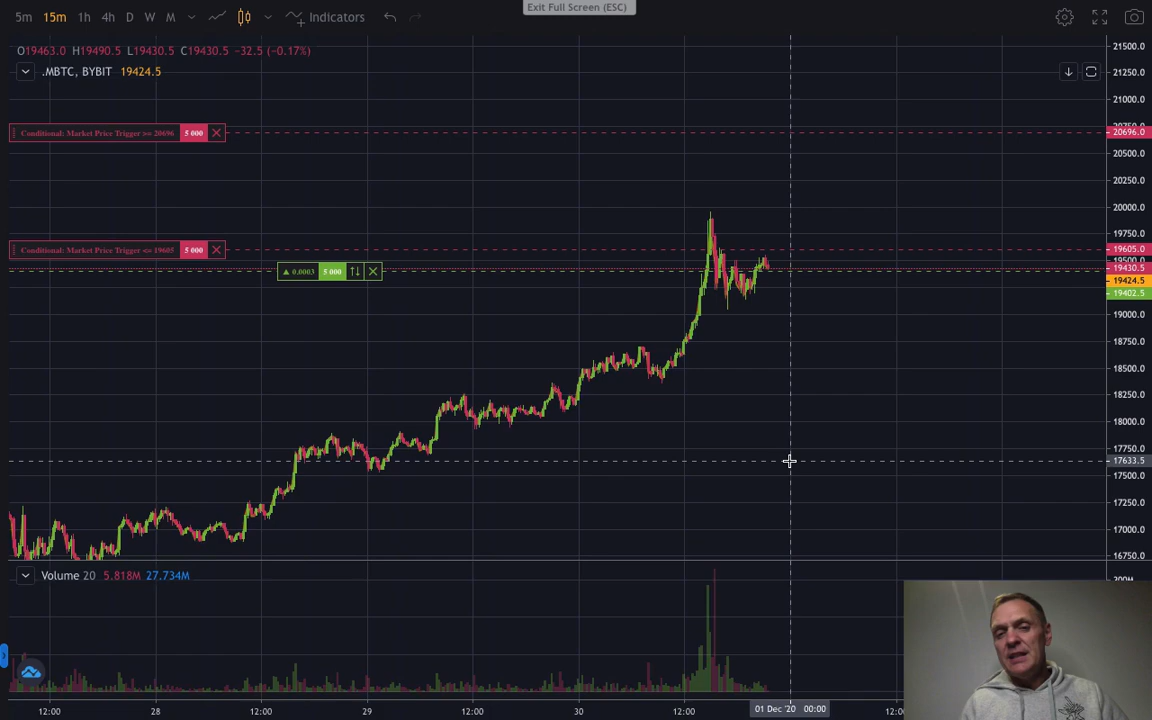 Exit Full Screen (ESC)
5m 15m 1h 4h D W M Indicators
O19463.0 H19490.5 L19430.5 C19430.5 −32.5 (−0.17%)
.MBTC, BYBIT 19424.5
Conditional: Market Price Trigger >= 20696 5 000
Conditional: Market Price Trigger <= 19605 5 000
0.0003 5 000
21500.0
21250.0
21000.0
20696.0
20500.0
20250.0
20000.0
19750.0
19605.0
19500.0
19430.5
19424.5
19402.5
19000.0
18750.0
18500.0
18250.0
18000.0
17750.0
17633.5
17500.0
17250.0
17000.0
16750.0
Volume 20 5.818M 27.734M
12:00 28 12:00 29 12:00 30 12:00 01 Dec '20 00:00